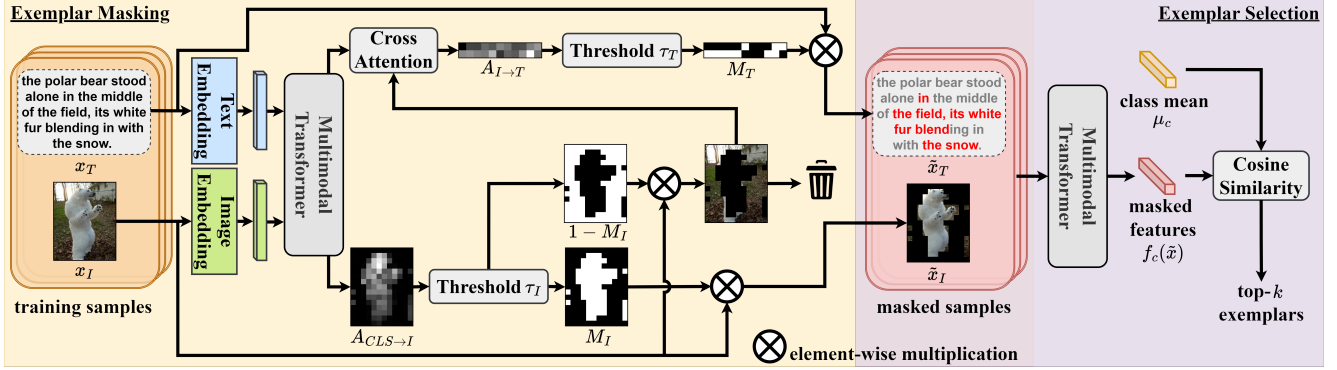 Exemplar Masking
the polar bear stood
alone in the middle
of the field, its white
fur blending in with
the snow.
x_T
x_I
training samples
Text
Embedding
Image
Embedding
Multimodal
Transformer
Cross
Attention
A_{I→T}
Threshold τ_T
M_T
A_{CLS→I}
Threshold τ_I
1 − M_I
M_I
element-wise multiplication
the polar bear stood
alone in the middle
of the field, its white
fur blending in
with the snow.
x̃_T
x̃_I
masked samples
Exemplar Selection
Multimodal
Transformer
class mean
μ_c
masked
features
f_c(x̃)
Cosine
Similarity
top-k
exemplars